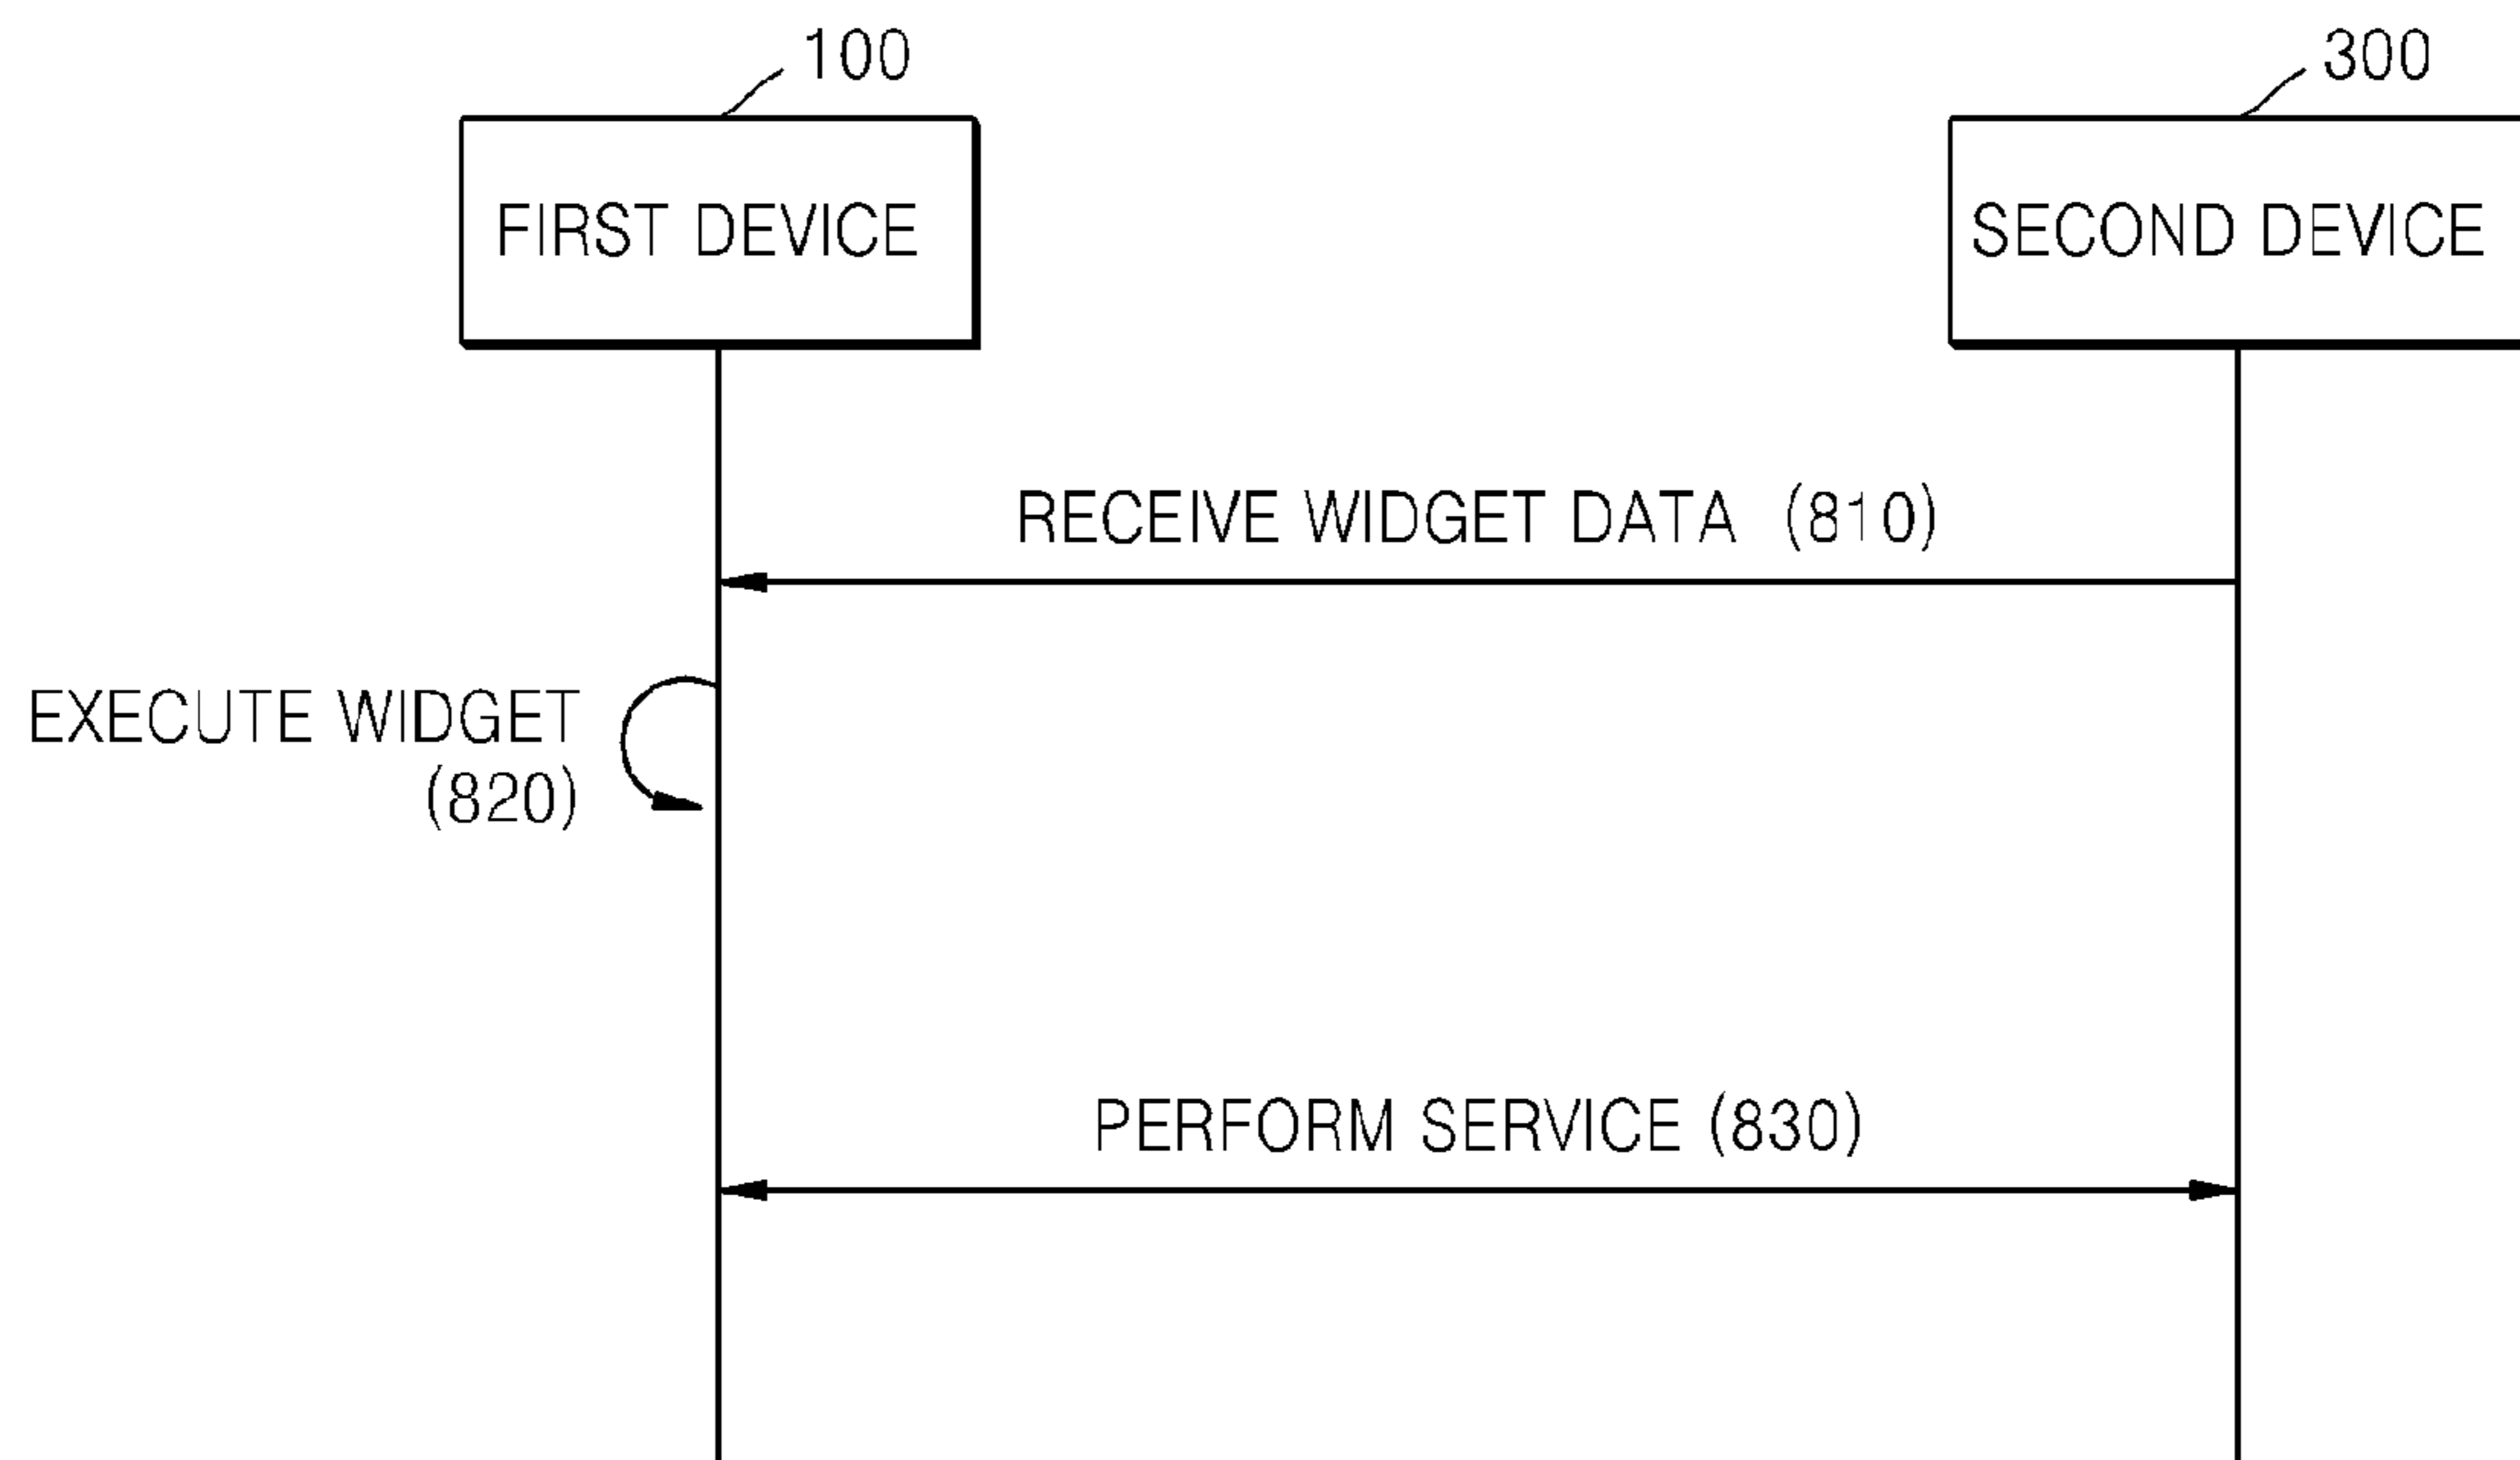 100
300
FIRST DEVICE
SECOND DEVICE
RECEIVE WIDGET DATA (810)
EXECUTE WIDGET
(820)
PERFORM SERVICE (830)